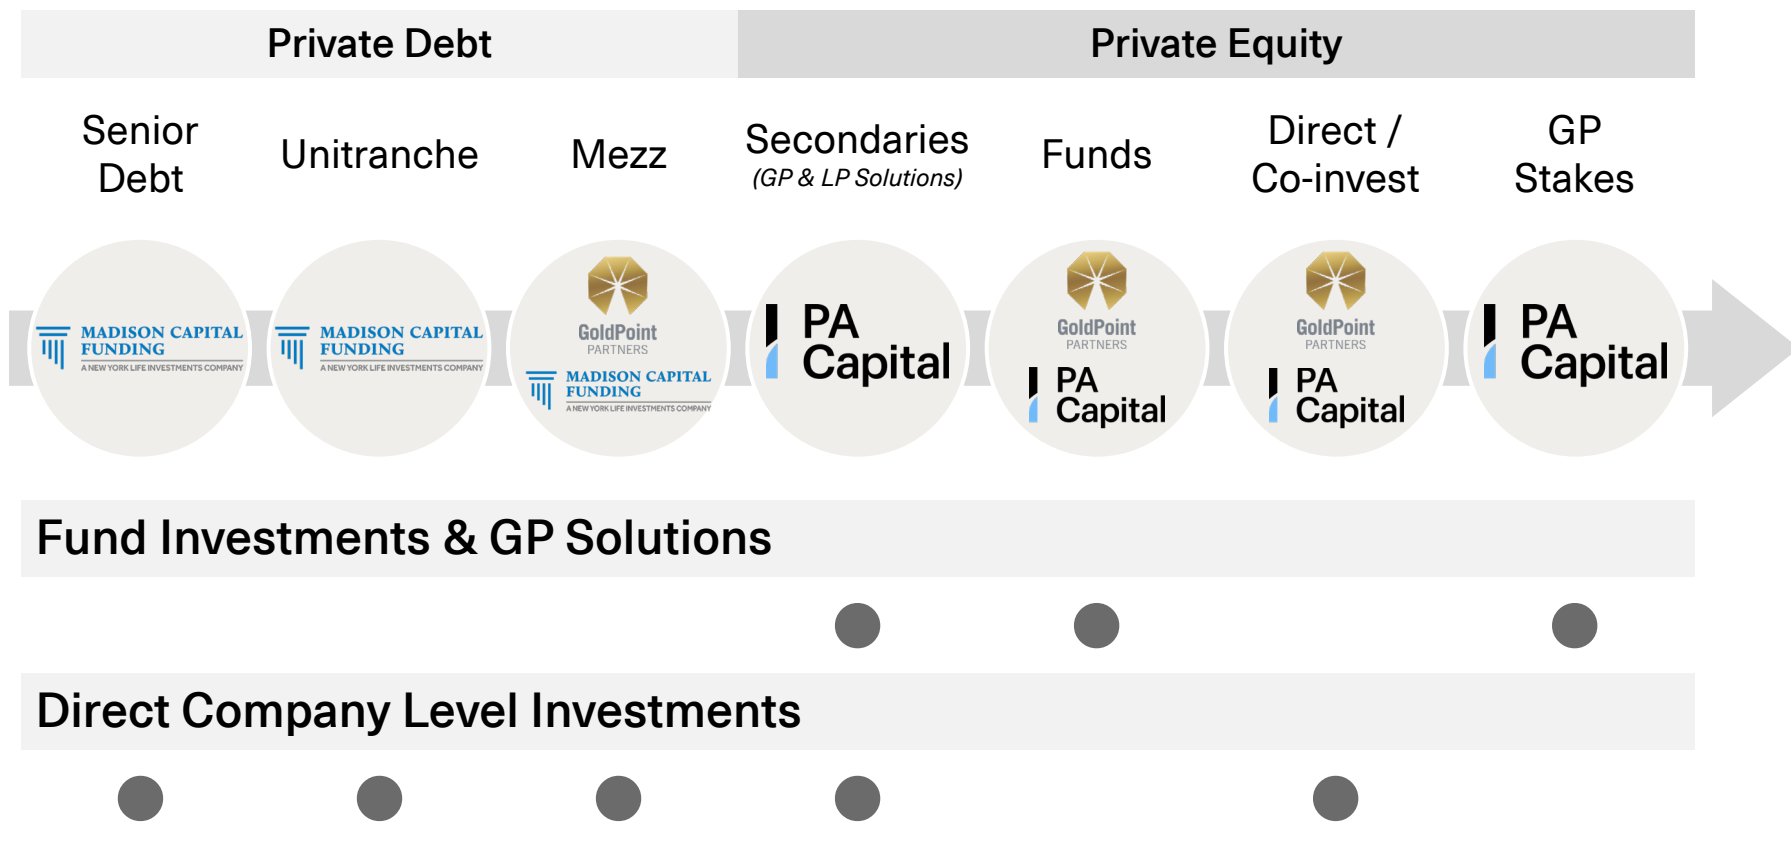 Private Debt
Private Equity
Senior
Debt
Unitranche
Mezz
Secondaries
(GP & LP Solutions)
Funds
Direct /
Co-invest
GP
Stakes
MADISON CAPITAL
FUNDING
A NEW YORK LIFE INVESTMENTS COMPANY
MADISON CAPITAL
FUNDING
A NEW YORK LIFE INVESTMENTS COMPANY
GoldPoint
PARTNERS
MADISON CAPITAL
FUNDING
A NEW YORK LIFE INVESTMENTS COMPANY
PA
Capital
GoldPoint
PARTNERS
PA
Capital
GoldPoint
PARTNERS
PA
Capital
PA
Capital
Fund Investments & GP Solutions
Direct Company Level Investments